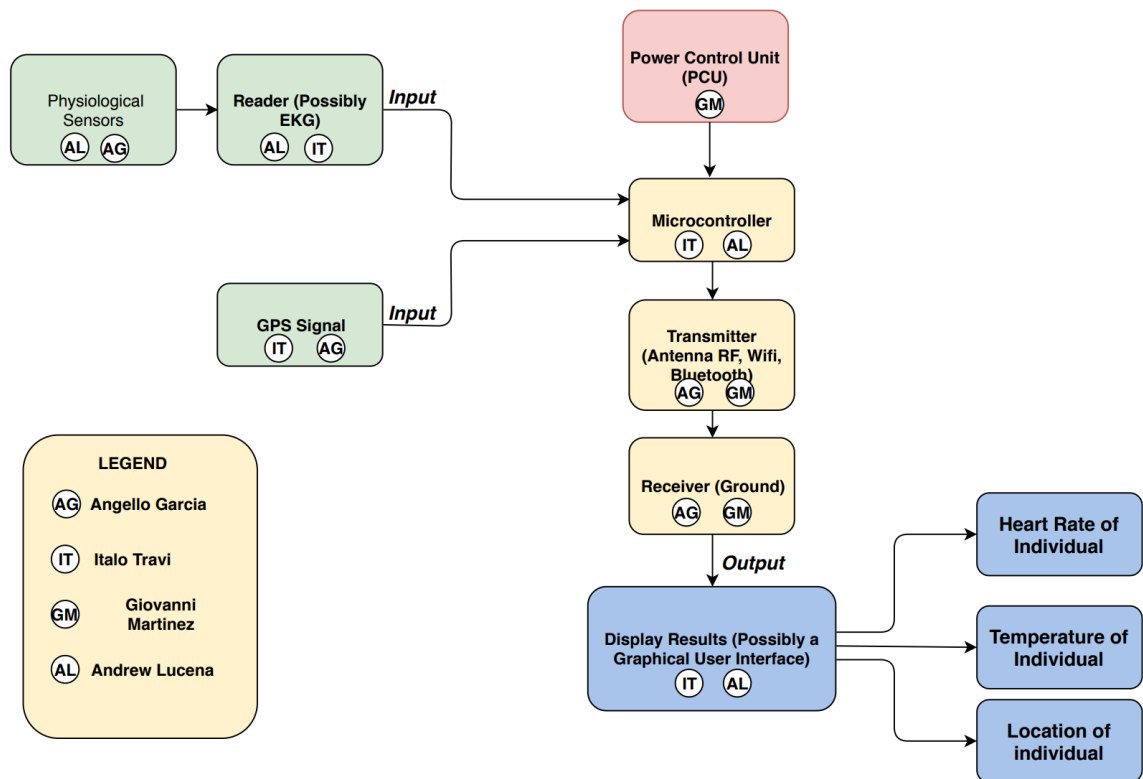 Physiological
Sensors
AL AG
Reader (Possibly
EKG)
AL IT
Input
Power Control Unit
(PCU)
GM
Microcontroller
IT AL
GPS Signal
IT AG
Input
Transmitter
(Antenna RF, Wifi,
Bluetooth)
AG GM
Receiver (Ground)
AG GM
Output
Display Results (Possibly a
Graphical User Interface)
IT AL
Heart Rate of
Individual
Temperature of
Individual
Location of
individual
LEGEND
AG Angello Garcia
IT Italo Travi
GM Giovanni
Martinez
AL Andrew Lucena